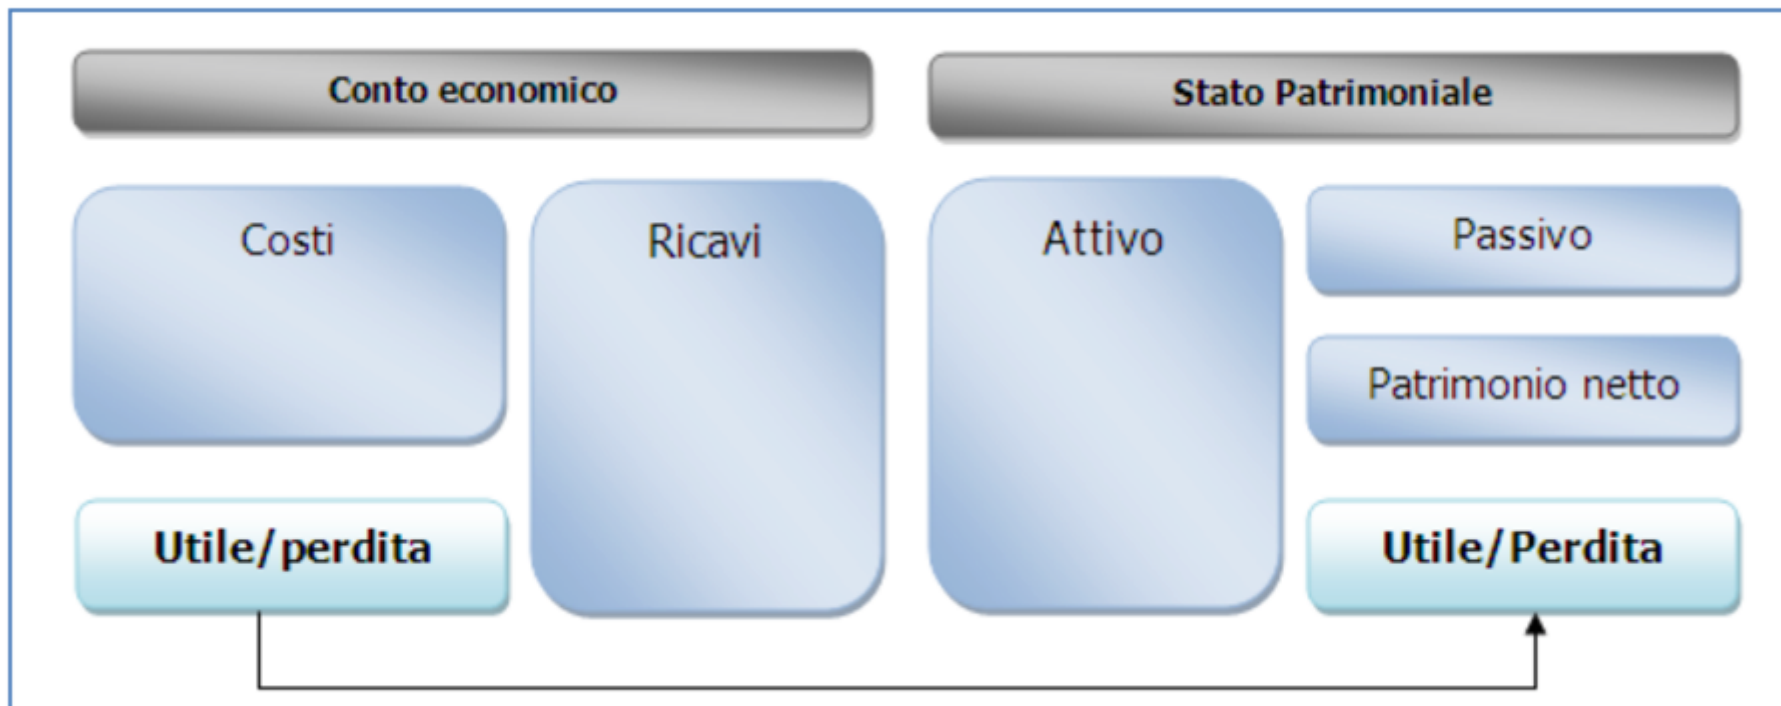 Conto economico
Stato Patrimoniale
Costi
Ricavi
Attivo
Passivo
Patrimonio netto
Utile/perdita
Utile/Perdita